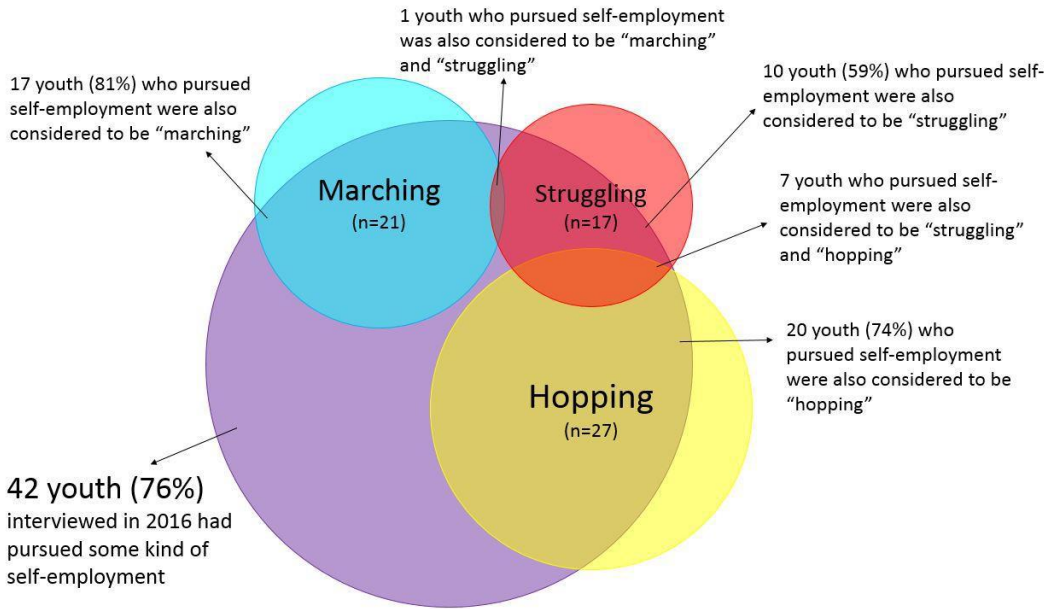 1 youth who pursued self-employment
was also considered to be “marching”
and “struggling”
17 youth (81%) who pursued
self-employment were also
considered to be “marching”
10 youth (59%) who pursued self-
employment were also
considered to be “struggling”
Marching
(n=21)
Struggling
(n=17)
7 youth who pursued self-
employment were also
considered to be “struggling”
and “hopping”
20 youth (74%) who
pursued self-employment
were also considered to be
“hopping”
Hopping
(n=27)
42 youth (76%)
interviewed in 2016 had
pursued some kind of
self-employment